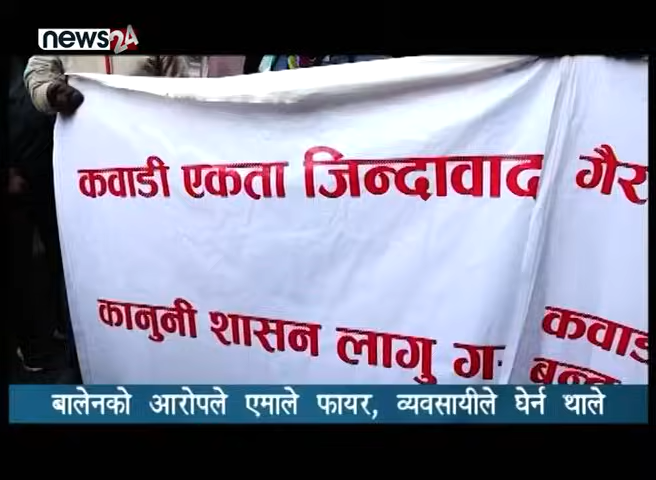 news24
कवाडी एकता जिन्दावाद
गैर
कानुनी शासन लागु
कवाड
बालेनको आरोपले एमाले फायर, व्यवसायीले घेर्न थाले